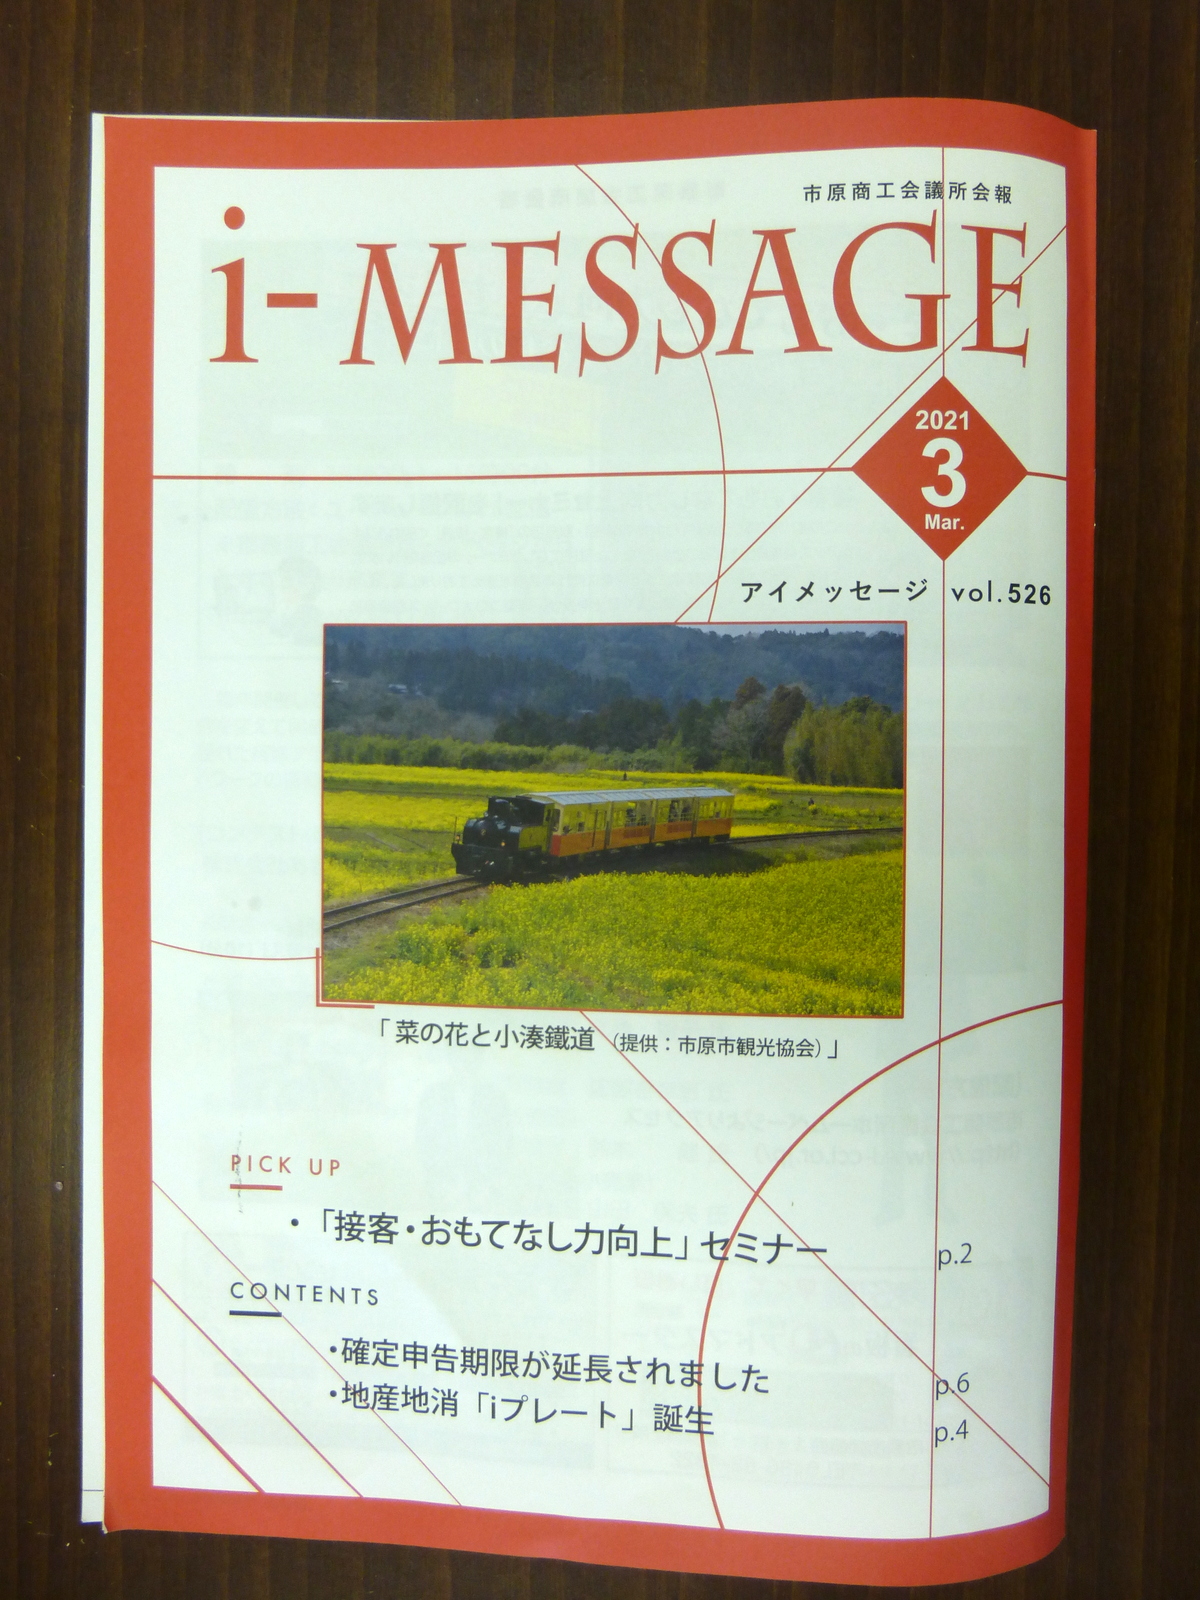 市原商工会議所会報
i-MESSAGE
2021
3
Mar.
アイメッセージ vol.526
「菜の花と小湊鐵道 (提供：市原市観光協会)」
PICK UP
・「接客・おもてなし力向上」セミナー p.2
CONTENTS
・確定申告期限が延長されました p.6
・地産地消「iプレート」誕生 p.4